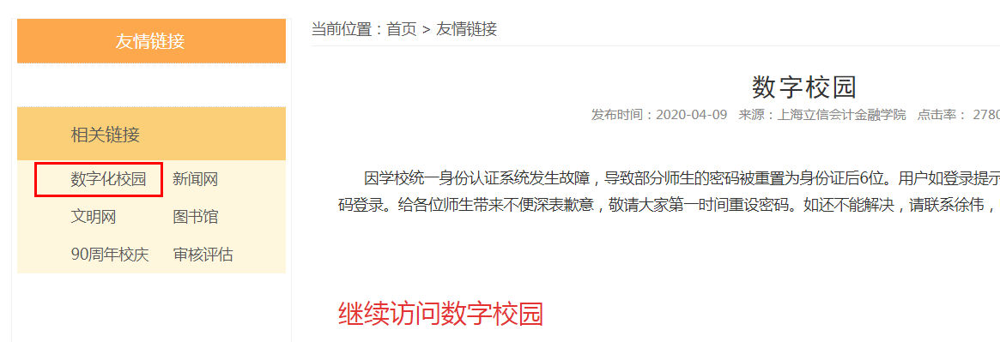 友情链接
相关链接
数字化校园 新闻网
文明网 图书馆
90周年校庆 审核评估
当前位置：首页 > 友情链接
数字校园
发布时间：2020-04-09 来源：上海立信会计金融学院 点击率： 2780
因学校统一身份认证系统发生故障，导致部分师生的密码被重置为身份证后6位。用户如登录提示
码登录。给各位师生带来不便深表歉意，敬请大家第一时间重设密码。如还不能解决，请联系徐伟，
继续访问数字校园